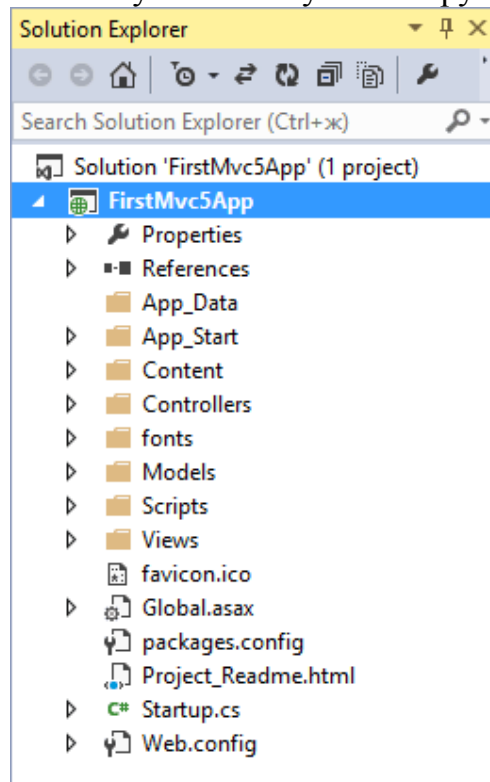 Solution Explorer
Search Solution Explorer (Ctrl+ж)
Solution 'FirstMvc5App' (1 project)
FirstMvc5App
Properties
References
App_Data
App_Start
Content
Controllers
fonts
Models
Scripts
Views
favicon.ico
Global.asax
packages.config
Project_Readme.html
C# Startup.cs
Web.config